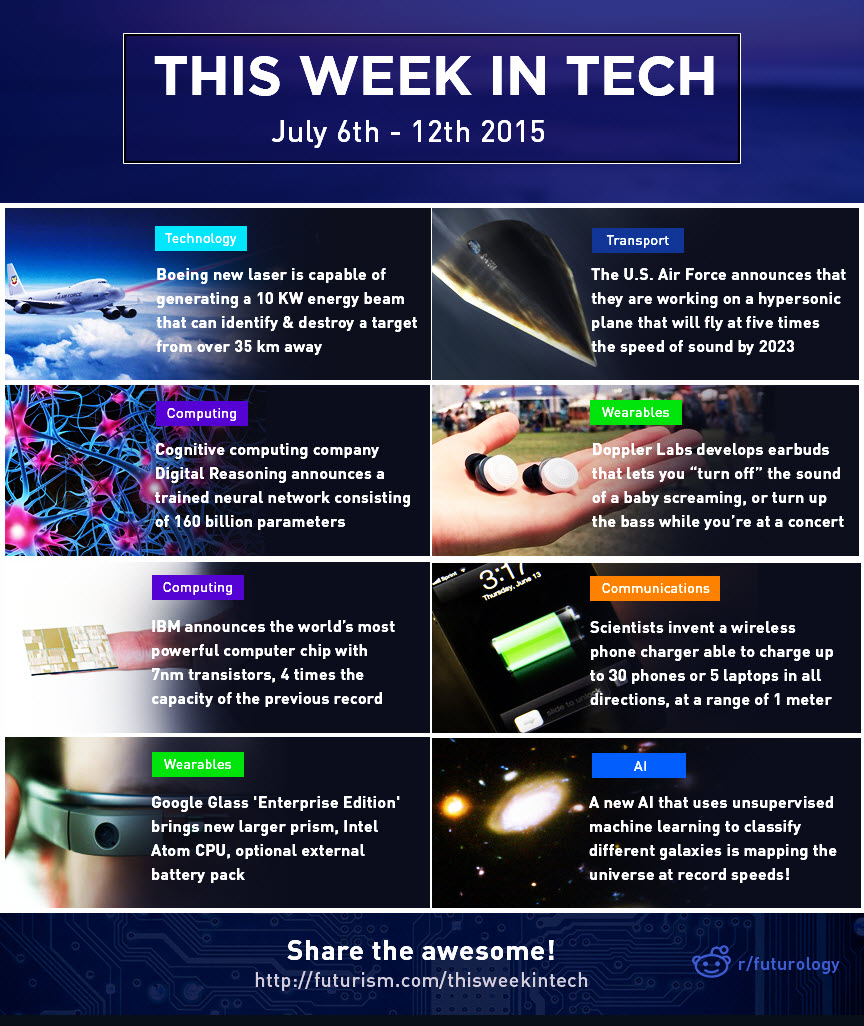 THIS WEEK IN TECH
July 6th - 12th 2015
Technology
Boeing new laser is capable of
generating a 10 KW energy beam
that can identify & destroy a target
from over 35 km away
Transport
The U.S. Air Force announces that
they are working on a hypersonic
plane that will fly at five times
the speed of sound by 2023
Computing
Cognitive computing company
Digital Reasoning announces a
trained neural network consisting
of 160 billion parameters
Wearables
Doppler Labs develops earbuds
that lets you “turn off” the sound
of a baby screaming, or turn up
the bass while you’re at a concert
Computing
IBM announces the world’s most
powerful computer chip with
7nm transistors, 4 times the
capacity of the previous record
3:17
Thursday, June 13
slide to unlock
Communications
Scientists invent a wireless
phone charger able to charge up
to 30 phones or 5 laptops in all
directions, at a range of 1 meter
Wearables
Google Glass 'Enterprise Edition'
brings new larger prism, Intel
Atom CPU, optional external
battery pack
AI
A new AI that uses unsupervised
machine learning to classify
different galaxies is mapping the
universe at record speeds!
Share the awesome!
http://futurism.com/thisweekintech
r/futurology